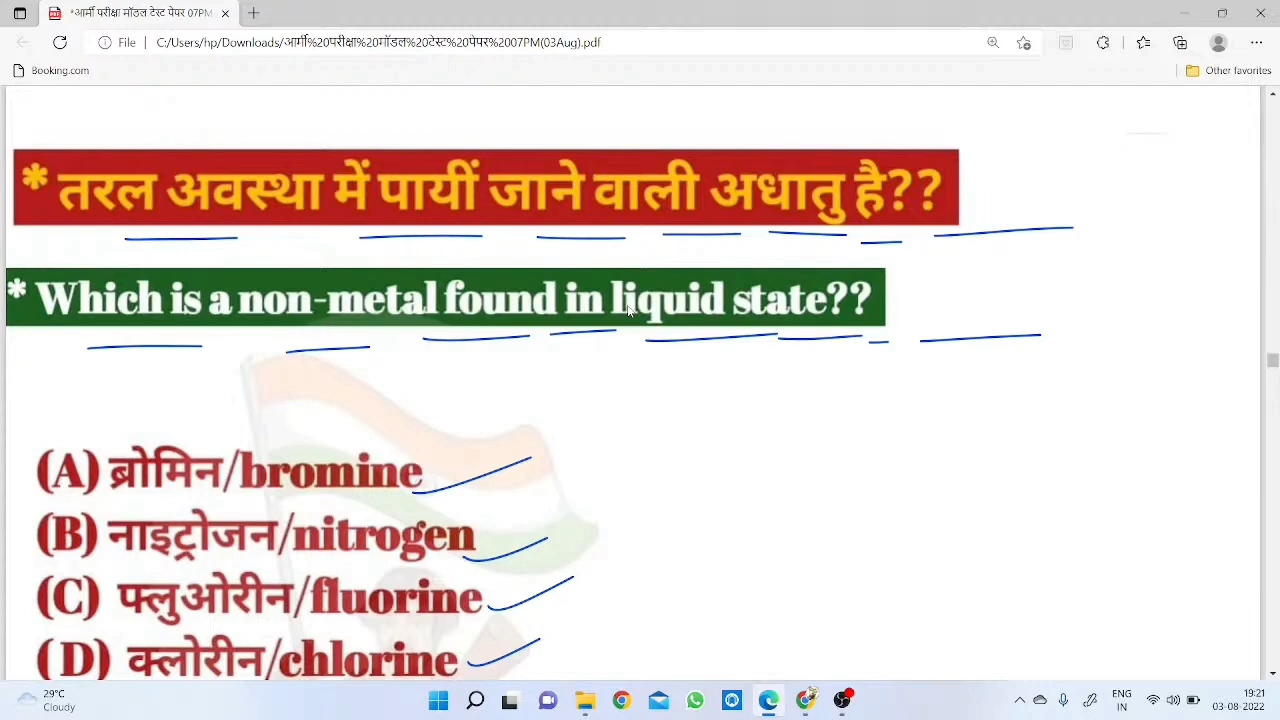 *आर्मी परीक्षा मॉडल टेस्ट पेपर 07PM
File C:/Users/hp/Downloads/आर्मी%20परीक्षा%20मॉडल%20टेस्ट%20पेपर%2007PM(03Aug).pdf
Booking.com
Other favorites
* तरल अवस्था में पायीं जाने वाली अधातु है??
* Which is a non-metal found in liquid state??
(A) ब्रोमिन/bromine
(B) नाइट्रोजन/nitrogen
(C) फ्लुओरीन/fluorine
( D) क्लोरीन/chlorine
29°C
Cloudy
ENG
IN
19:21
03-08-2022